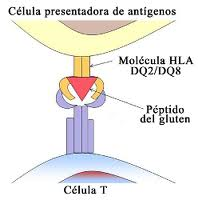 Célula presentadora de antígenos
Molécula HLA
DQ2/DQ8
Péptido
del gluten
Célula T